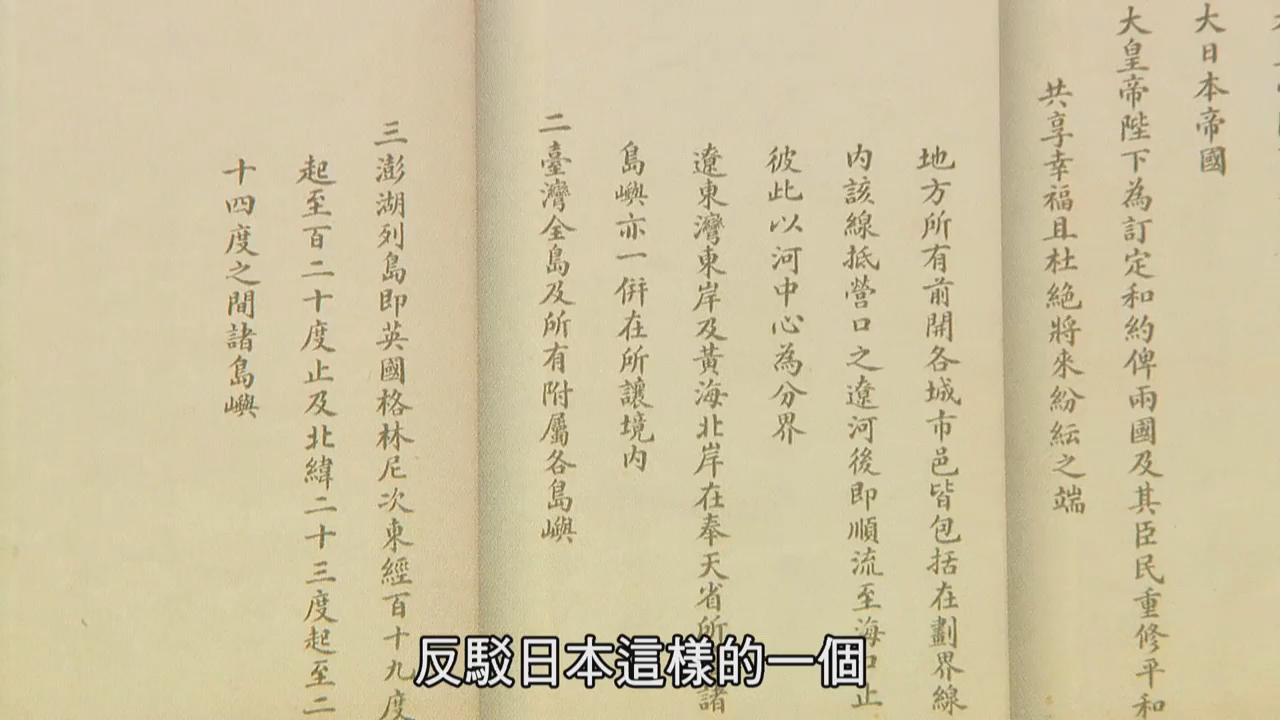 大日本帝國
大皇帝陛下為訂定和約俾兩國及其臣民重修平和
共享幸福且杜絶將來紛紜之端
地方所有前開各城市邑皆包括在劃界線
内該線抵營口之遼河後即順流至海口止
彼此以河中心為分界
遼東灣東岸及黃海北岸在奉天省所諸
島嶼亦一併在所讓境内
二臺灣全島及所有附屬各島嶼
三澎湖列島即英國格林尼次東經百十九度
起至百二十度止及北緯二十三度起至二
十四度之間諸島嶼
反駁日本這樣的一個